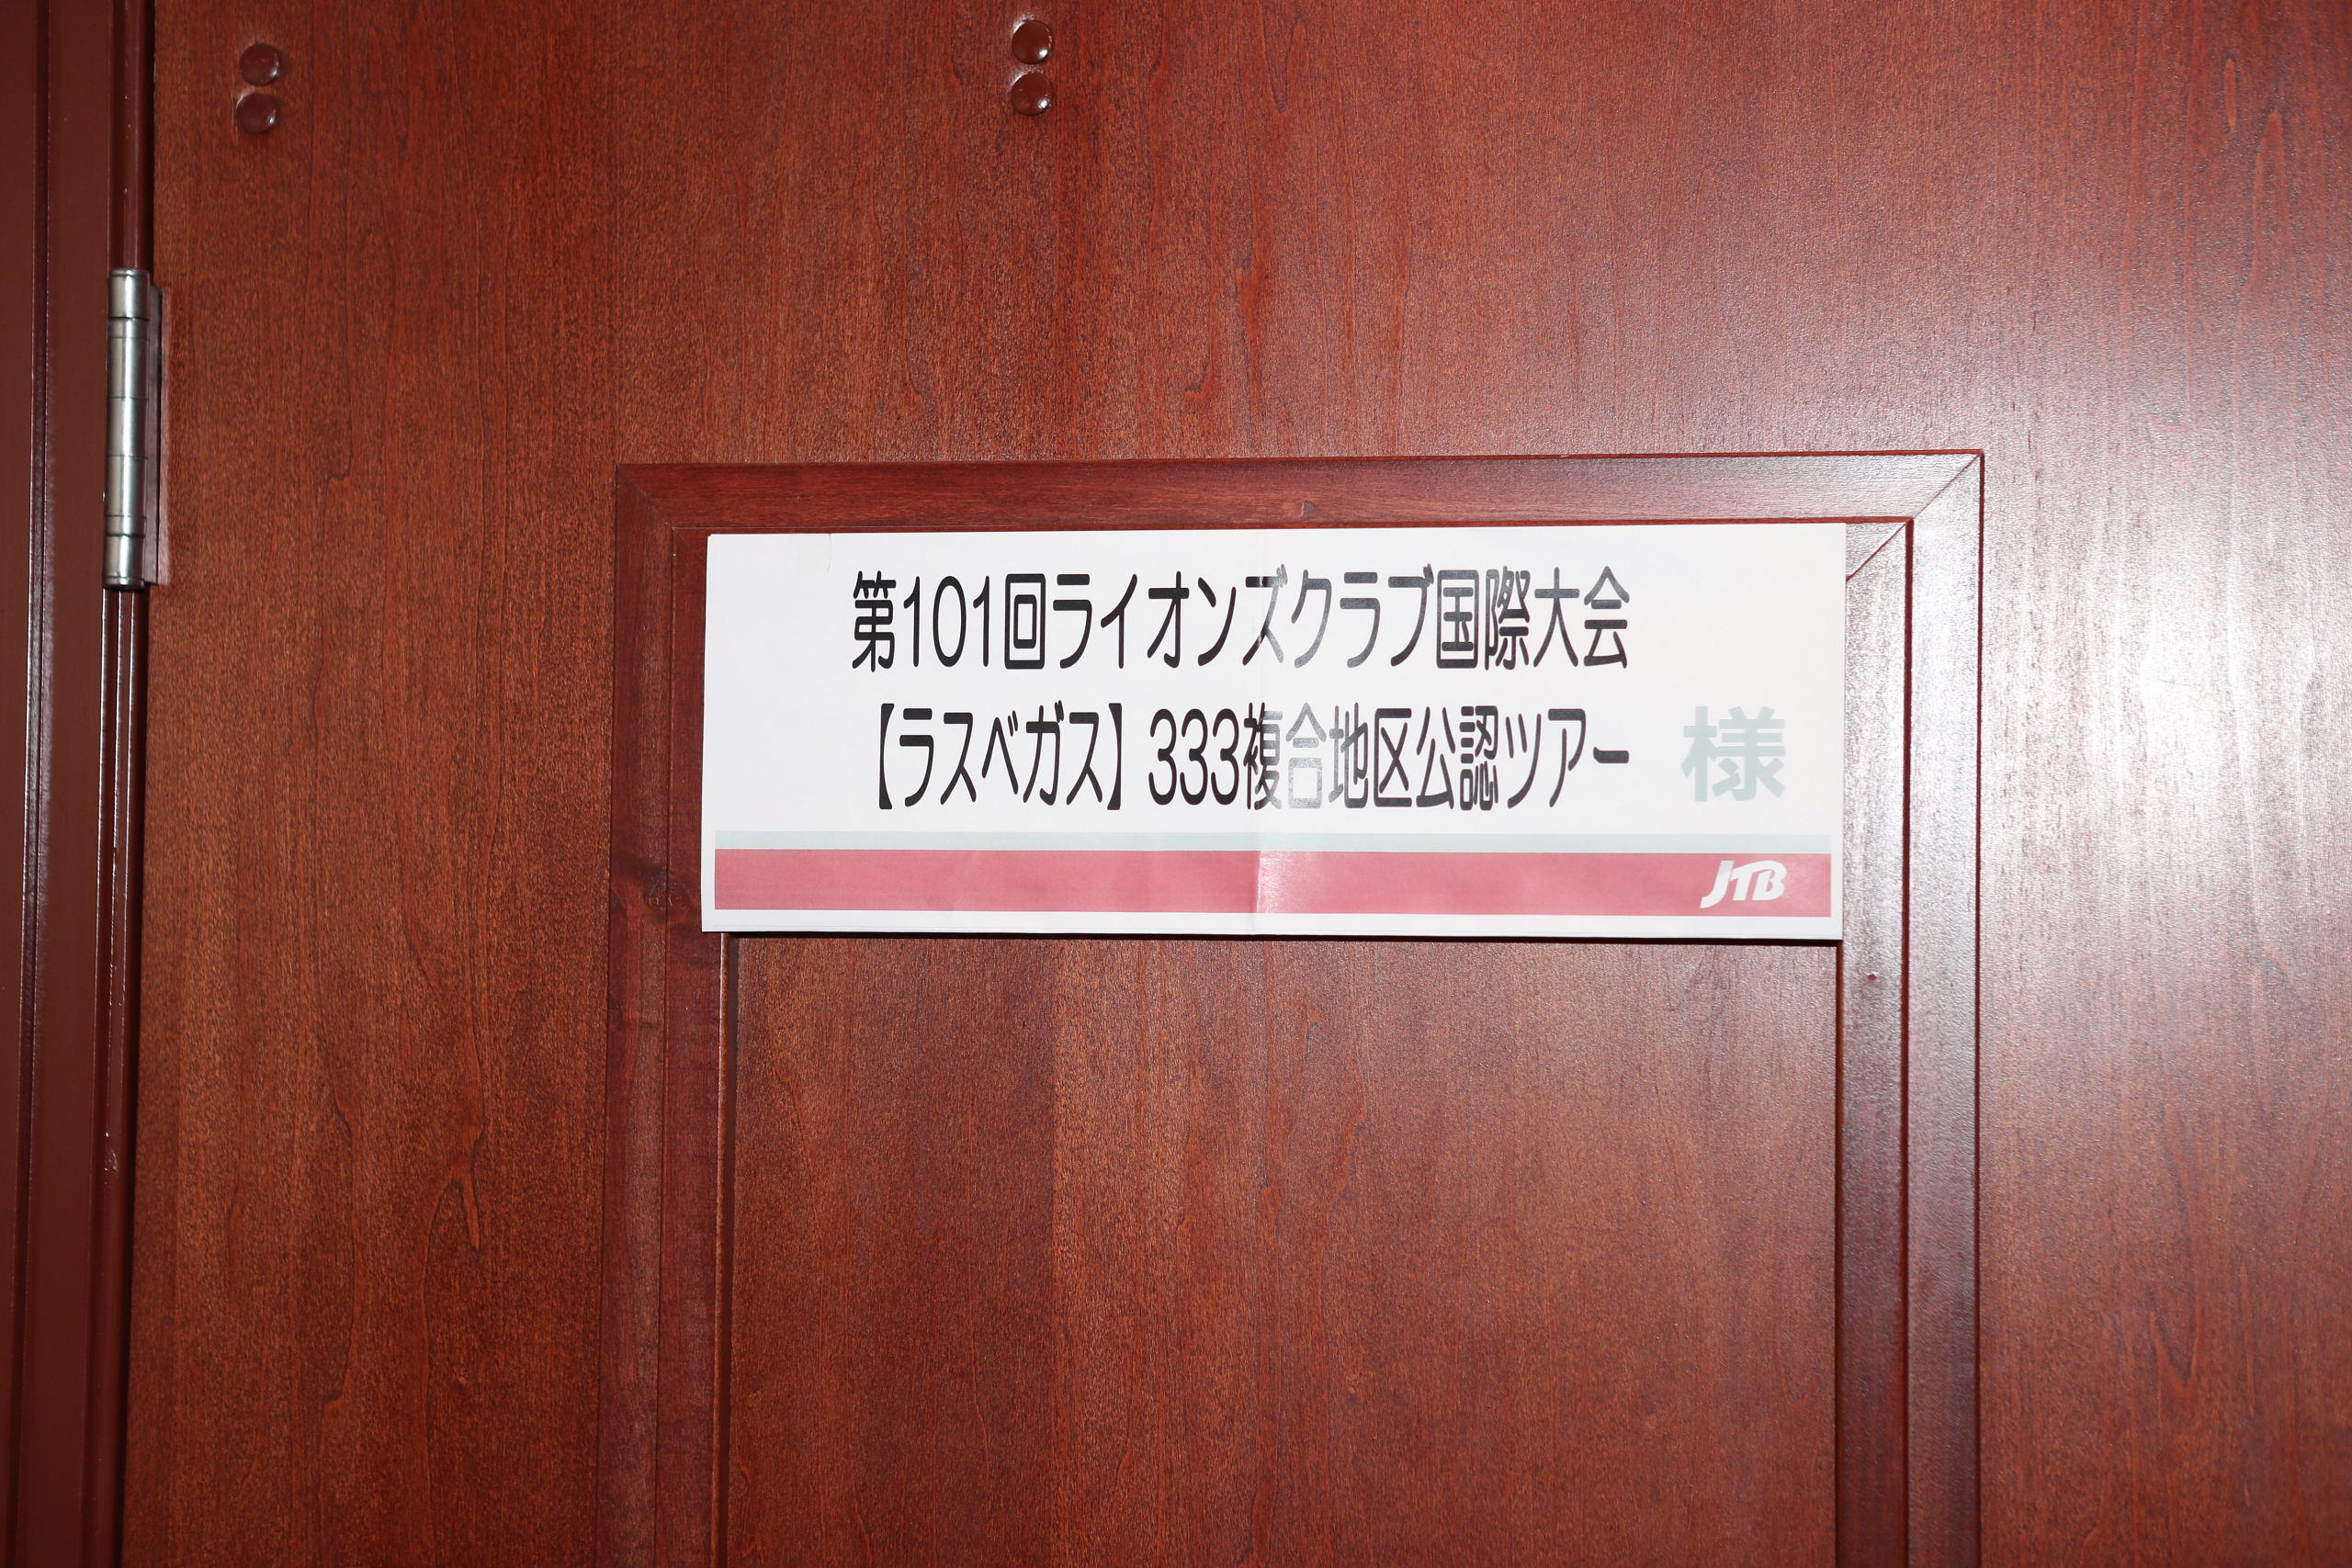 第101回ライオンズクラブ国際大会
【ラスベガス】333複合地区公認ツアー 様
JTB